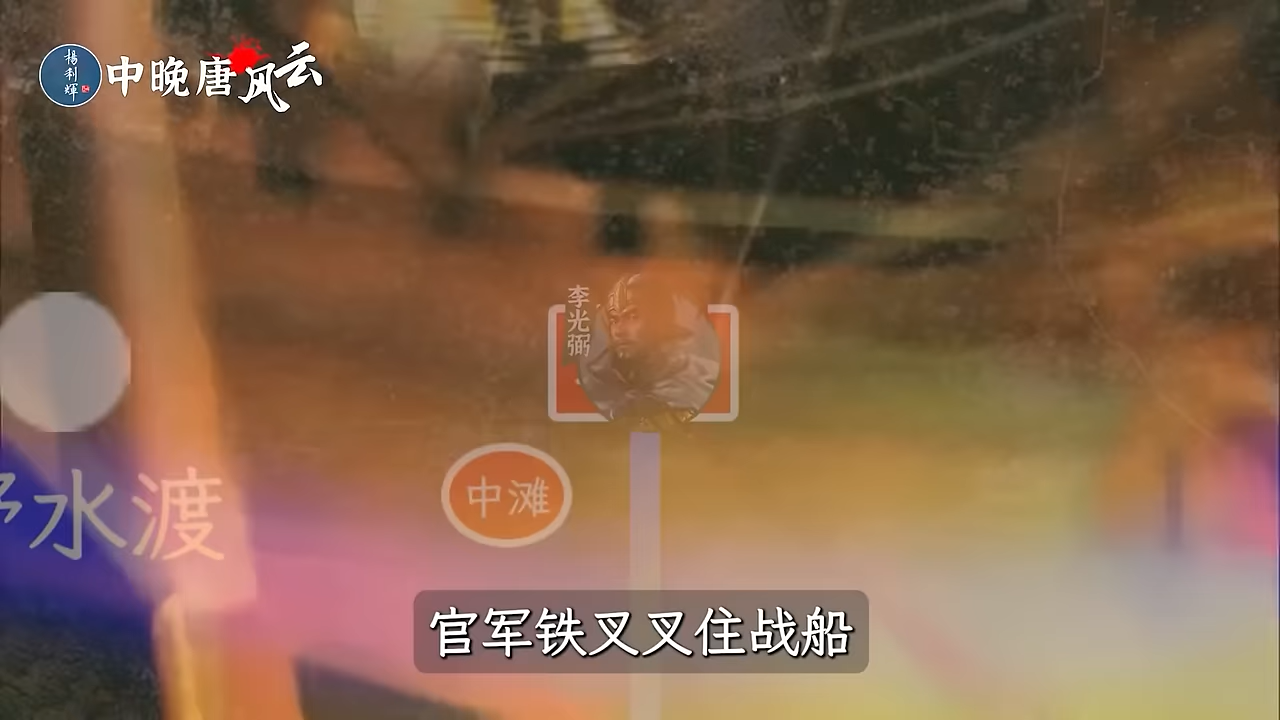 楊利輝
中晚唐风云
李光弼
中滩
水渡
官军铁叉叉住战船